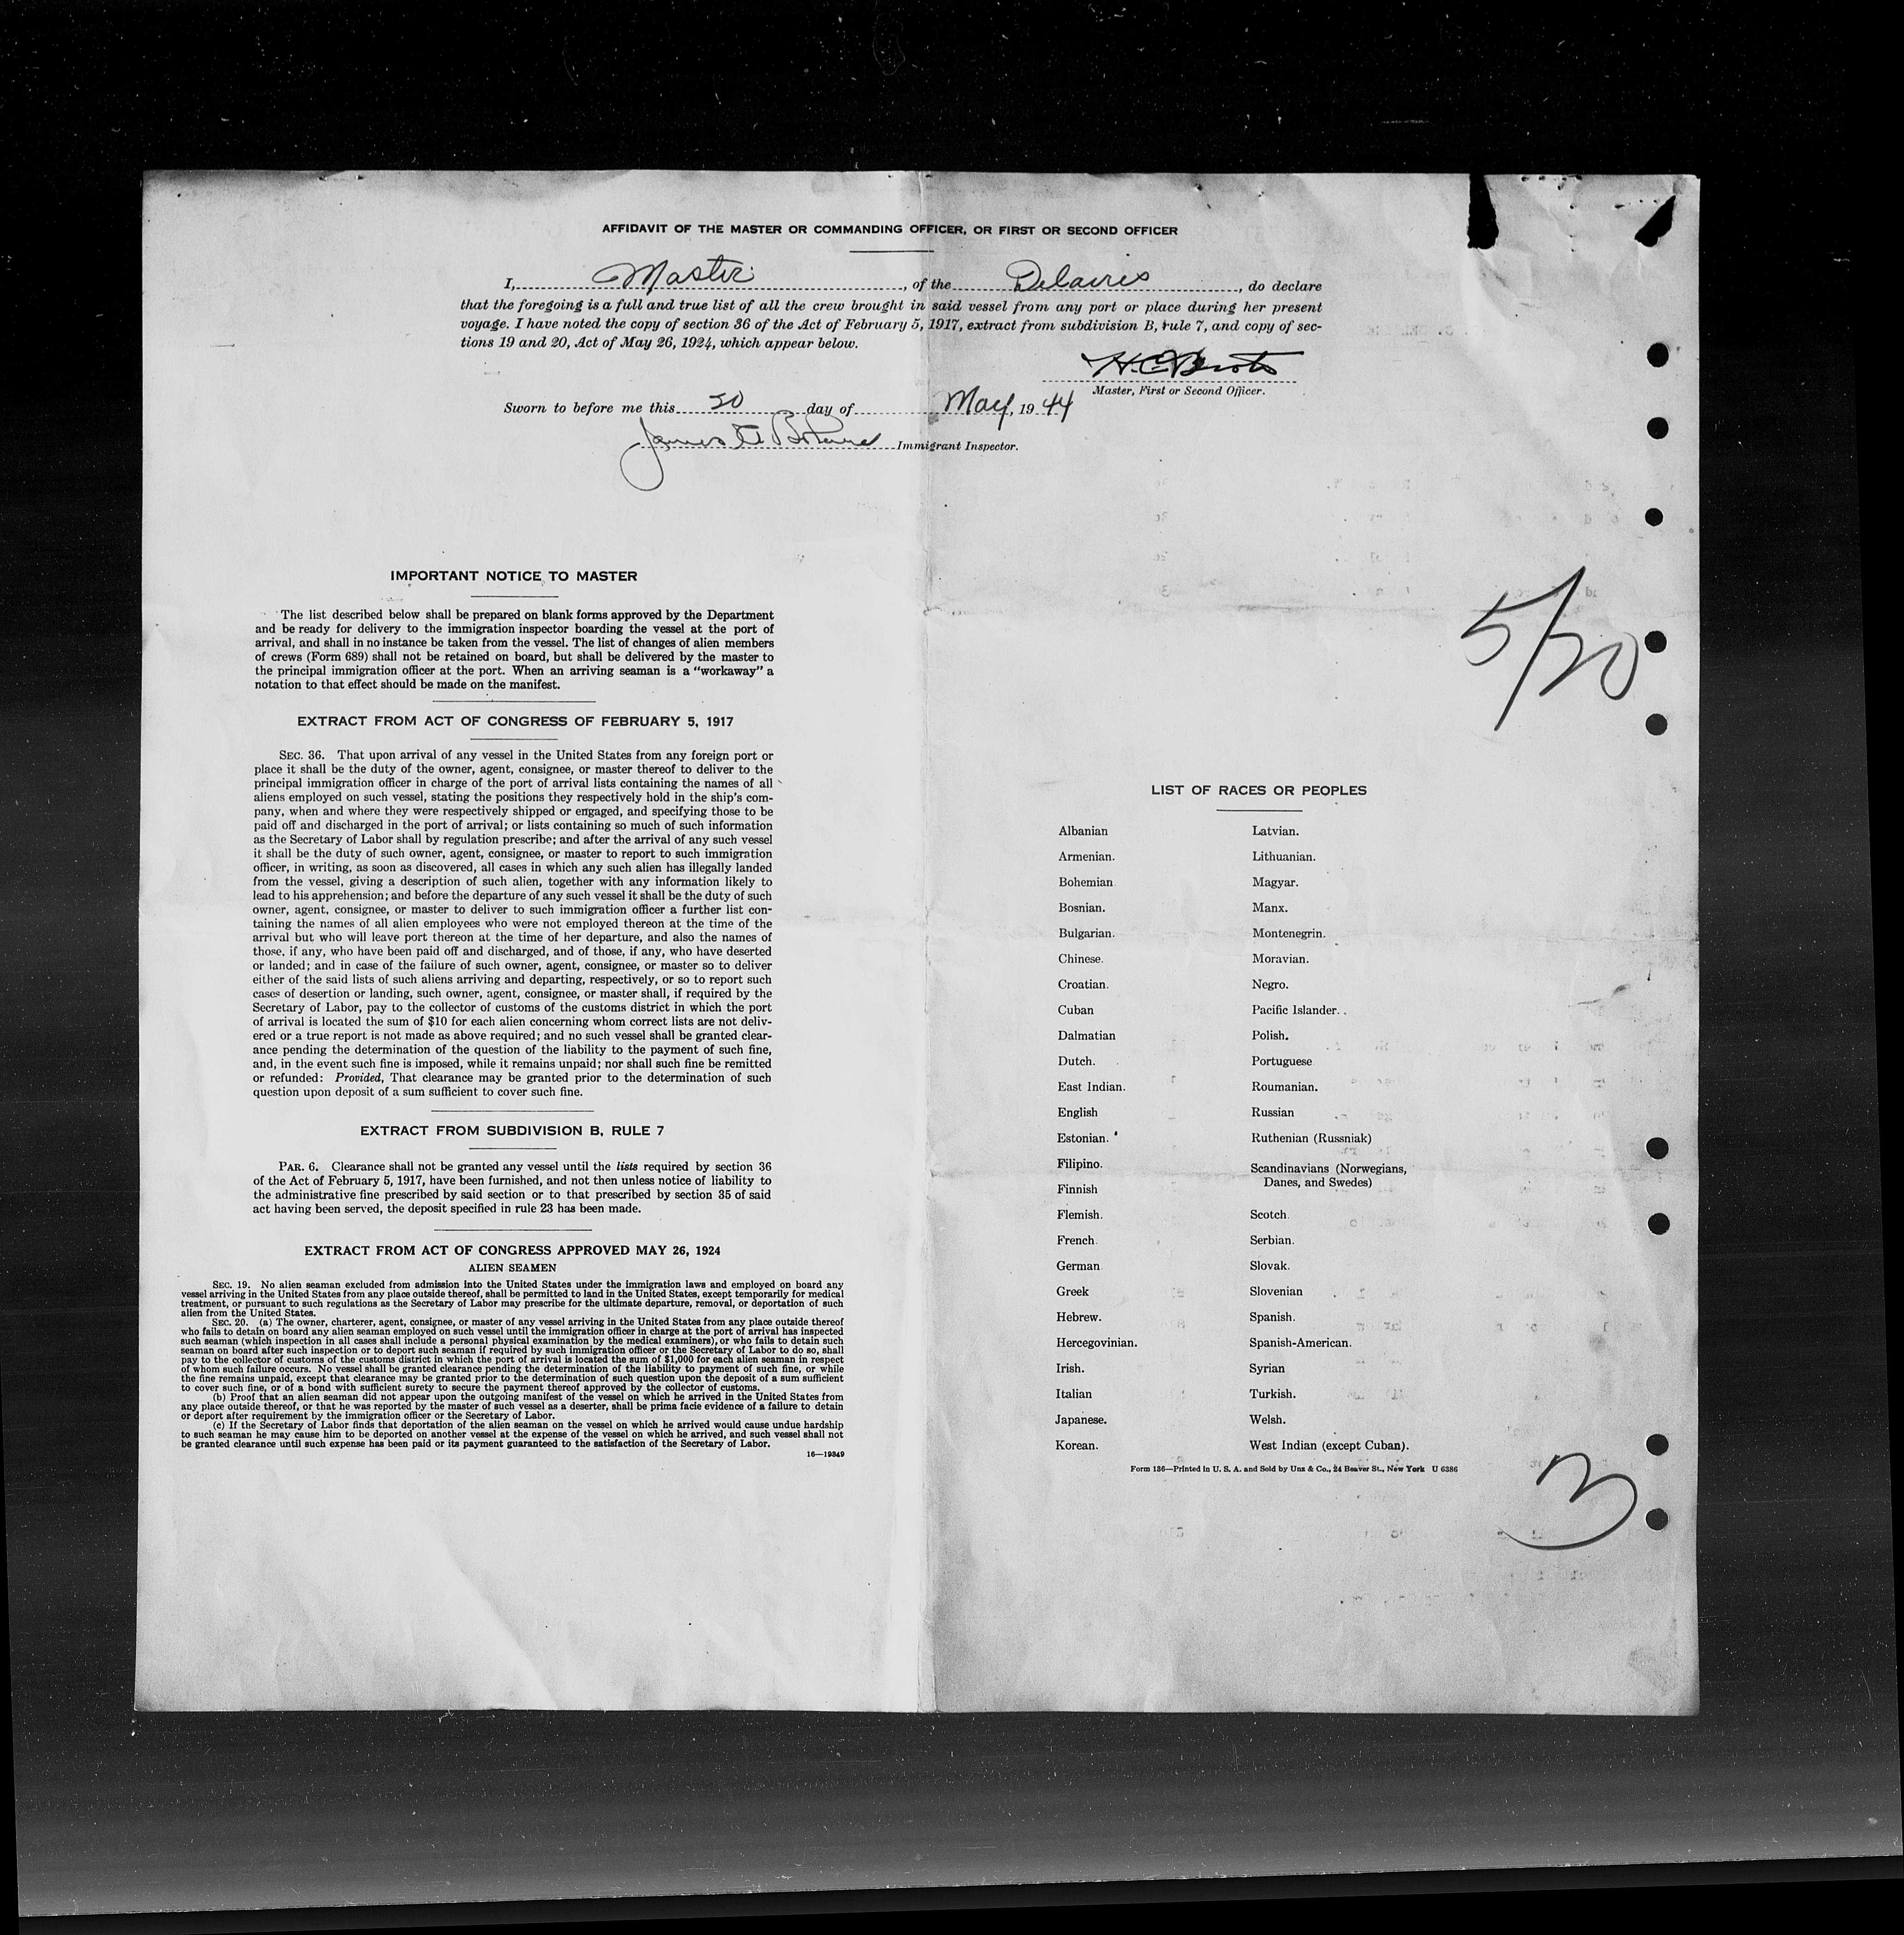 AFFIDAVIT OF THE MASTER OR COMMANDING OFFICER, OR FIRST OR SECOND OFFICER
I, Master, of the , do declare
that the foregoing is a full and true list of all the crew brought in said vessel from any port or place during her present
voyage. I have noted the copy of section 36 of the Act of February 5, 1917, extract from subdivision B, rule 7, and copy of sec-
tions 19 and 20, Act of May 26, 1924, which appear below.
Master, First or Second Officer.
Sworn to before me this 20 day of May, 1944
James Immigrant Inspector.
IMPORTANT NOTICE TO MASTER
The list described below shall be prepared on blank forms approved by the Department
and be ready for delivery to the immigration inspector boarding the vessel at the port of
arrival, and shall in no instance be taken from the vessel. The list of changes of alien members
of crews (Form 689) shall not be retained on board, but shall be delivered by the master to
the principal immigration officer at the port. When an arriving seaman is a "workaway" a
notation to that effect should be made on the manifest.
EXTRACT FROM ACT OF CONGRESS OF FEBRUARY 5, 1917
SEC. 36. That upon arrival of any vessel in the United States from any foreign port or
place it shall be the duty of the owner, agent, consignee, or master thereof to deliver to the
principal immigration officer in charge of the port of arrival lists containing the names of all
aliens employed on such vessel, stating the positions they respectively hold in the ship's com-
pany, when and where they were respectively shipped or engaged, and specifying those to be
paid off and discharged in the port of arrival; or lists containing so much of such information
as the Secretary of Labor shall by regulation prescribe; and after the arrival of any such vessel
it shall be the duty of such owner, agent, consignee, or master to report to such immigration
officer, in writing, as soon as discovered, all cases in which any such alien has illegally landed
from the vessel, giving a description of such alien, together with any information likely to
lead to his apprehension; and before the departure of any such vessel it shall be the duty of such
owner, agent, consignee, or master to deliver to such immigration officer a further list con-
taining the names of all alien employees who were not employed thereon at the time of the
arrival but who will leave port thereon at the time of her departure, and also the names of
those, if any, who have been paid off and discharged, and of those, if any, who have deserted
or landed; and in case of the failure of such owner, agent, consignee, or master so to deliver
either of the said lists of such aliens arriving and departing, respectively, or so to report such
cases of desertion or landing, such owner, agent, consignee, or master shall, if required by the
Secretary of Labor, pay to the collector of customs of the customs district in which the port
of arrival is located the sum of $10 for each alien concerning whom correct lists are not deliv-
ered or a true report is not made as above required; and no such vessel shall be granted clear-
ance pending the determination of the question of the liability to the payment of such fine,
and, in the event such fine is imposed, while it remains unpaid; nor shall such fine be remitted
or refunded: Provided, That clearance may be granted prior to the determination of such
question upon deposit of a sum sufficient to cover such fine.
EXTRACT FROM SUBDIVISION B, RULE 7
PAR. 6. Clearance shall not be granted any vessel until the lists required by section 36
of the Act of February 5, 1917, have been furnished, and not then unless notice of liability to
the administrative fine prescribed by said section or to that prescribed by section 35 of said
act having been served, the deposit specified in rule 23 has been made.
EXTRACT FROM ACT OF CONGRESS APPROVED MAY 26, 1924
ALIEN SEAMEN
SEC. 19. No alien seaman excluded from admission into the United States under the immigration laws and employed on board any
vessel arriving in the United States from any place outside thereof, shall be permitted to land in the United States, except temporarily for medical
treatment, or pursuant to such regulations as the Secretary of Labor may prescribe for the ultimate departure, removal, or deportation of such
alien from the United States.
SEC. 20. (a) The owner, charterer, agent, consignee, or master of any vessel arriving in the United States from any place outside thereof
who fails to detain on board any alien seaman employed on such vessel until the immigration officer in charge at the port of arrival has inspected
such seaman (which inspection in all cases shall include a personal physical examination by the medical examiners), or who fails to detain such
seaman on board after such inspection or to deport such seaman if required by such immigration officer or the Secretary of Labor to do so, shall
pay to the collector of customs of the customs district in which the port of arrival is located the sum of $1,000 for each alien seaman in respect
of whom such failure occurs. No vessel shall be granted clearance pending the determination of the liability to payment of such fine, or while
the fine remains unpaid, except that clearance may be granted prior to the determination of such question upon the deposit of a sum sufficient
to cover such fine, or of a bond with sufficient surety to secure the payment thereof approved by the collector of customs.
(b) Proof that an alien seaman did not appear upon the outgoing manifest of the vessel on which he arrived in the United States from
any place outside thereof, or that he was reported by the master of such vessel as a deserter, shall be prima facie evidence of a failure to detain
or deport after requirement by the immigration officer or the Secretary of Labor.
(c) If the Secretary of Labor finds that deportation of the alien seaman on the vessel on which he arrived would cause undue hardship
to such seaman he may cause him to be deported on another vessel at the expense of the vessel on which he arrived, and such vessel shall not
be granted clearance until such expense has been paid or its payment guaranteed to the satisfaction of the Secretary of Labor.
16—19849
5/20
LIST OF RACES OR PEOPLES
Albanian Latvian.
Armenian. Lithuanian.
Bohemian Magyar.
Bosnian. Manx.
Bulgarian. Montenegrin.
Chinese. Moravian.
Croatian. Negro.
Cuban Pacific Islander.
Dalmatian Polish.
Dutch. Portuguese
East Indian. Roumanian.
English Russian
Estonian. Ruthenian (Russniak)
Filipino. Scandinavians (Norwegians,
Danes, and Swedes)
Finnish
Flemish. Scotch.
French. Serbian.
German Slovak.
Greek Slovenian
Hebrew. Spanish.
Hercegovinian. Spanish-American.
Irish. Syrian
Italian Turkish.
Japanese. Welsh.
Korean. West Indian (except Cuban).
Form 136—Printed in U. S. A. and Sold by Unz & Co., 24 Beaver St., New York U 6386
3